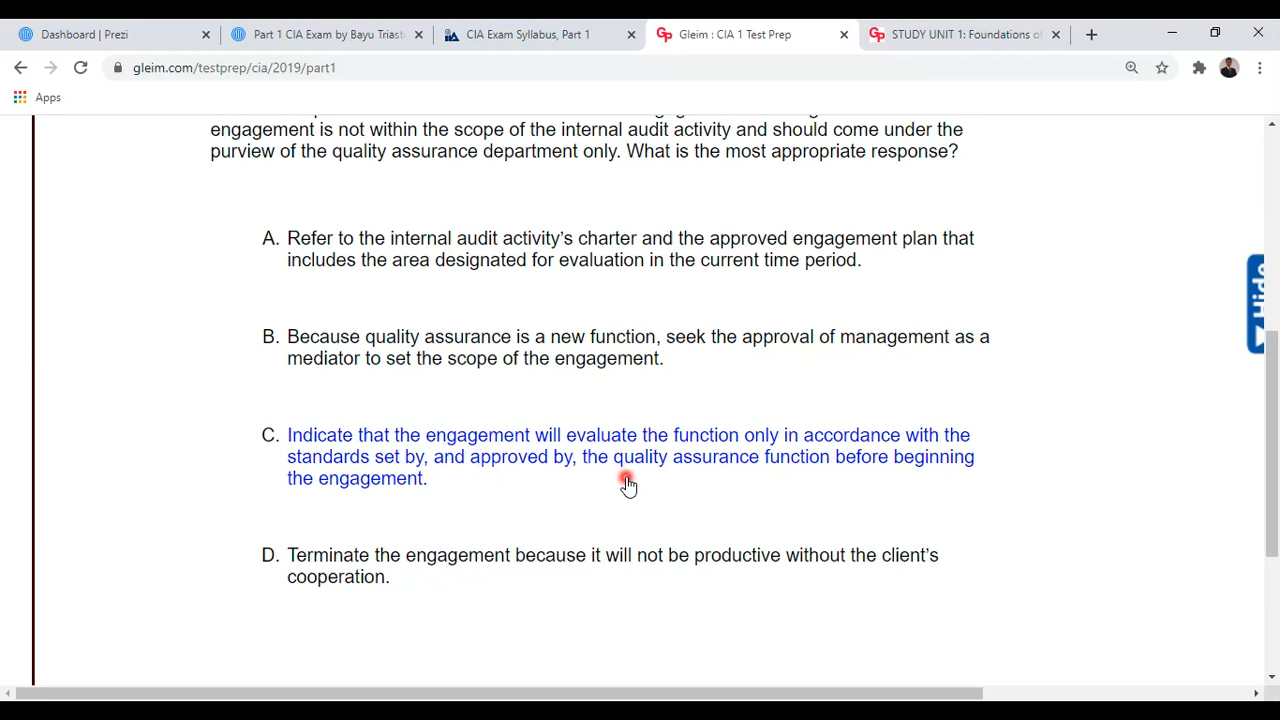 Dashboard | Prezi
Part 1 CIA Exam by Bayu TriaSt
CIA Exam Syllabus, Part 1
Gleim : CIA 1 Test Prep
STUDY UNIT 1: Foundations of
gleim.com/testprep/cia/2019/part1
Apps
engagement is not within the scope of the internal audit activity and should come under the
purview of the quality assurance department only. What is the most appropriate response?
A. Refer to the internal audit activity's charter and the approved engagement plan that
includes the area designated for evaluation in the current time period.
Hide
B. Because quality assurance is a new function, seek the approval of management as a
mediator to set the scope of the engagement.
C. Indicate that the engagement will evaluate the function only in accordance with the
standards set by, and approved by, the quality assurance function before beginning
the engagement.
D. Terminate the engagement because it will not be productive without the client's
cooperation.